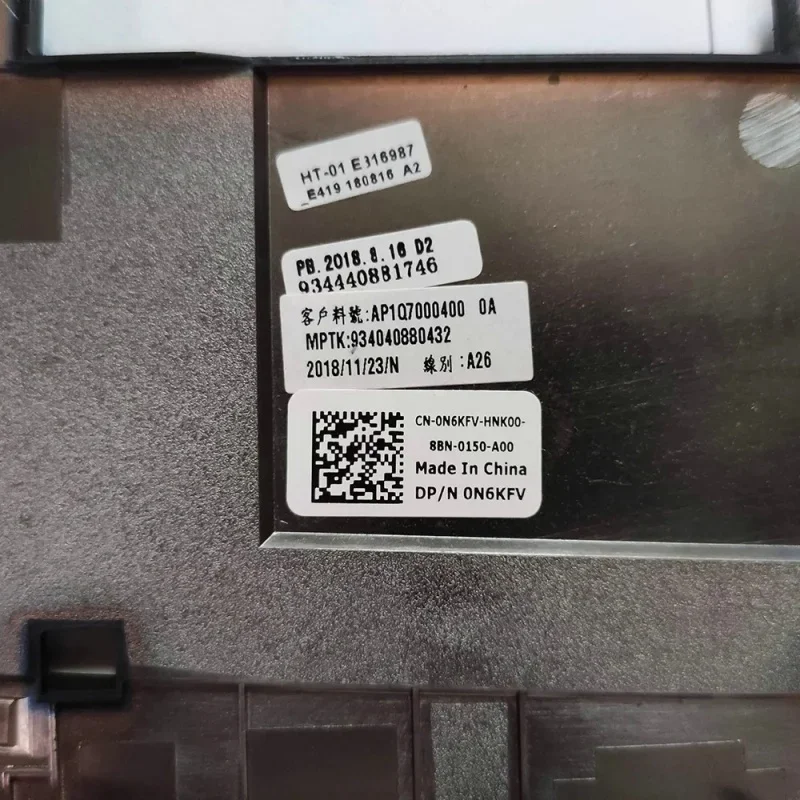 HT-01 E316987
E419 180816 A2
PB. 2018. 8. 16 D2
934440881746
客戶料號:AP1Q7000400 0A
MPTK:934040880432
2018/11/23/N 線別:A26
CN-0N6KFV-HNK00-
8BN-0150-A00
Made In China
DP/N 0N6KFV